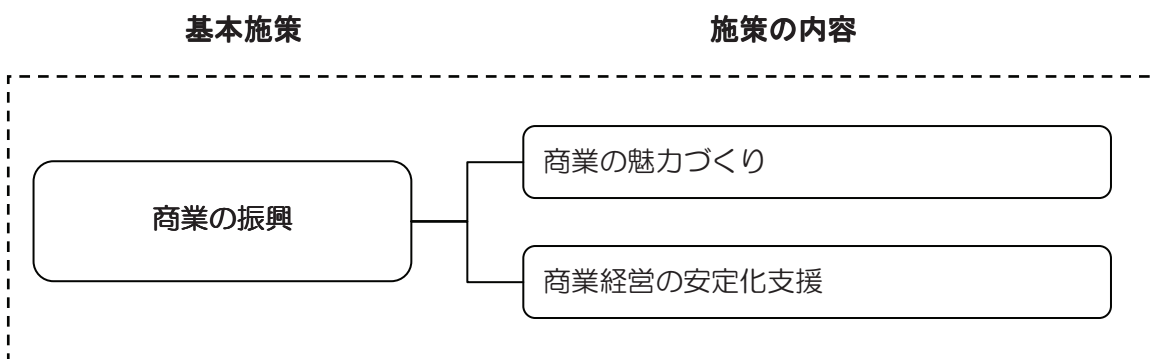 基本施策
施策の内容
商業の魅力づくり
商業の振興
商業経営の安定化支援